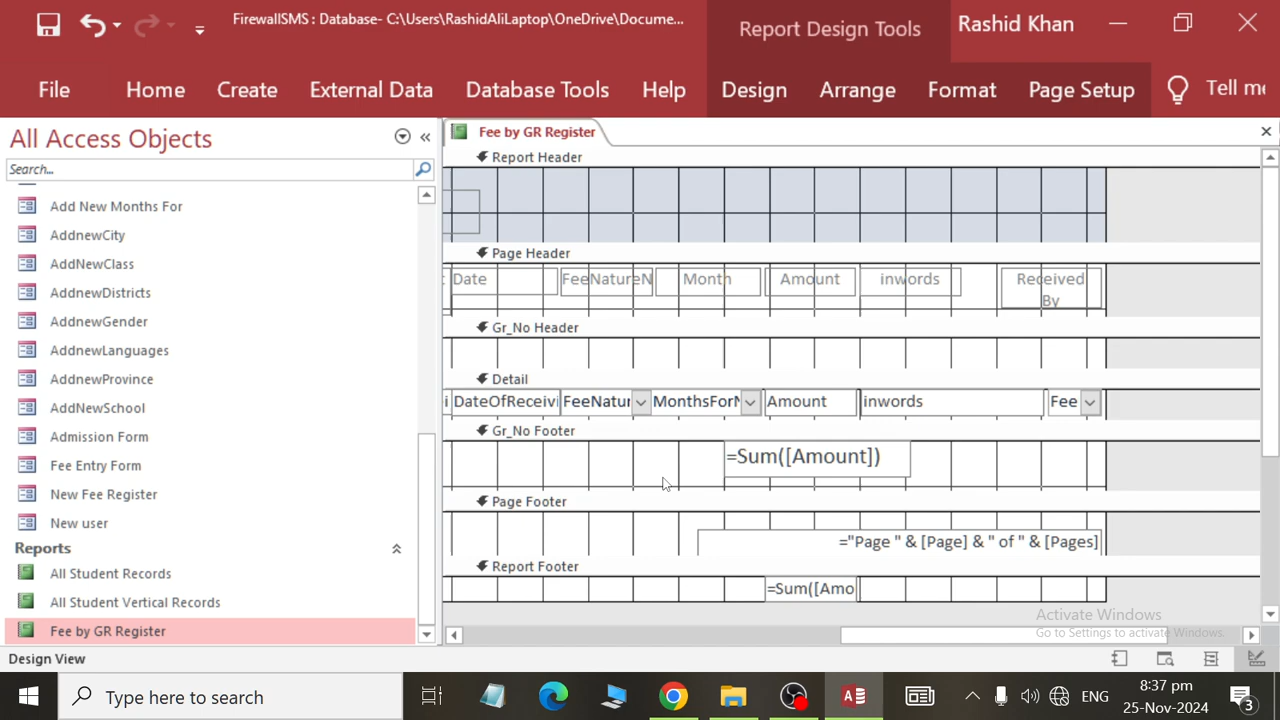 FirewallSMS : Database- C:\Users\RashidAliLaptop\OneDrive\Docume...
Report Design Tools
Rashid Khan
File
Home
Create
External Data
Database Tools
Help
Design
Arrange
Format
Page Setup
Tell me
All Access Objects
Search...
Add New Months For
AddnewCity
AddNewClass
AddnewDistricts
AddnewGender
AddnewLanguages
AddnewProvince
AddNewSchool
Admission Form
Fee Entry Form
New Fee Register
New user
Reports
All Student Records
All Student Vertical Records
Fee by GR Register
Fee by GR Register
Report Header
Page Header
Date
FeeNatureN
Month
Amount
inwords
Received
By
Gr_No Header
Detail
DateOfReceivi
FeeNatur
MonthsForN
Amount
inwords
Fee
Gr_No Footer
=Sum([Amount])
Page Footer
="Page " & [Page] & " of " & [Pages]
Report Footer
=Sum([Amo
Activate Windows
Go to Settings to activate Windows.
Design View
Type here to search
ENG
8:37 pm
25-Nov-2024
3